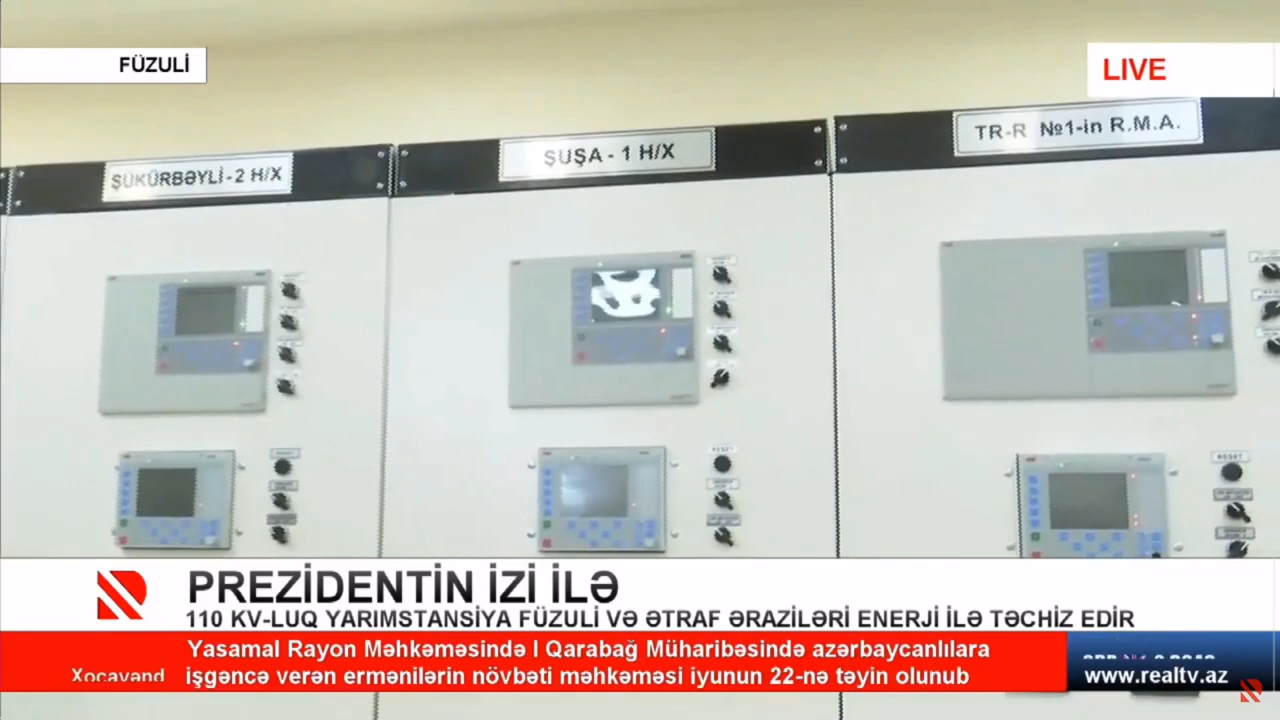 FÜZULİ
LIVE
ŞÜKÜRBƏYLİ - 2 H/X
ŞUŞA - 1 H/X
TR-R №1-in R.M.A.
RESET
RESET
PREZİDENTİN İZİ İLƏ
110 KV-LUQ YARIMSTANSİYA FÜZULİ VƏ ƏTRAF ƏRAZİLƏRİ ENERJİ İLƏ TƏCHİZ EDİR
Yasamal Rayon Məhkəməsində I Qarabağ Müharibəsində azərbaycanlılara
Xocavənd işgəncə verən ermənilərin növbəti məhkəməsi iyunun 22-nə təyin olunub
www.realtv.az